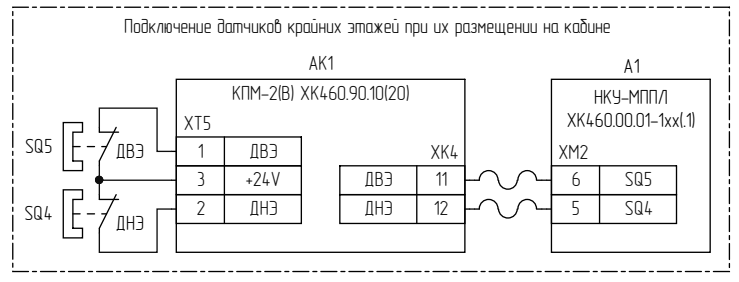 Подключение датчиков крайних этажей при их размещении на кабине
АК1
А1
КПМ-2(В) ХК460.90.10(20)
НКУ-МППЛ
ХК460.00.01-1хх(.1)
ХТ5
ХК4
ХМ2
SQ5
ДВЭ
1 ДВЭ
3 +24V
2 ДНЭ
ДВЭ 11
ДНЭ 12
6 SQ5
5 SQ4
SQ4
ДНЭ